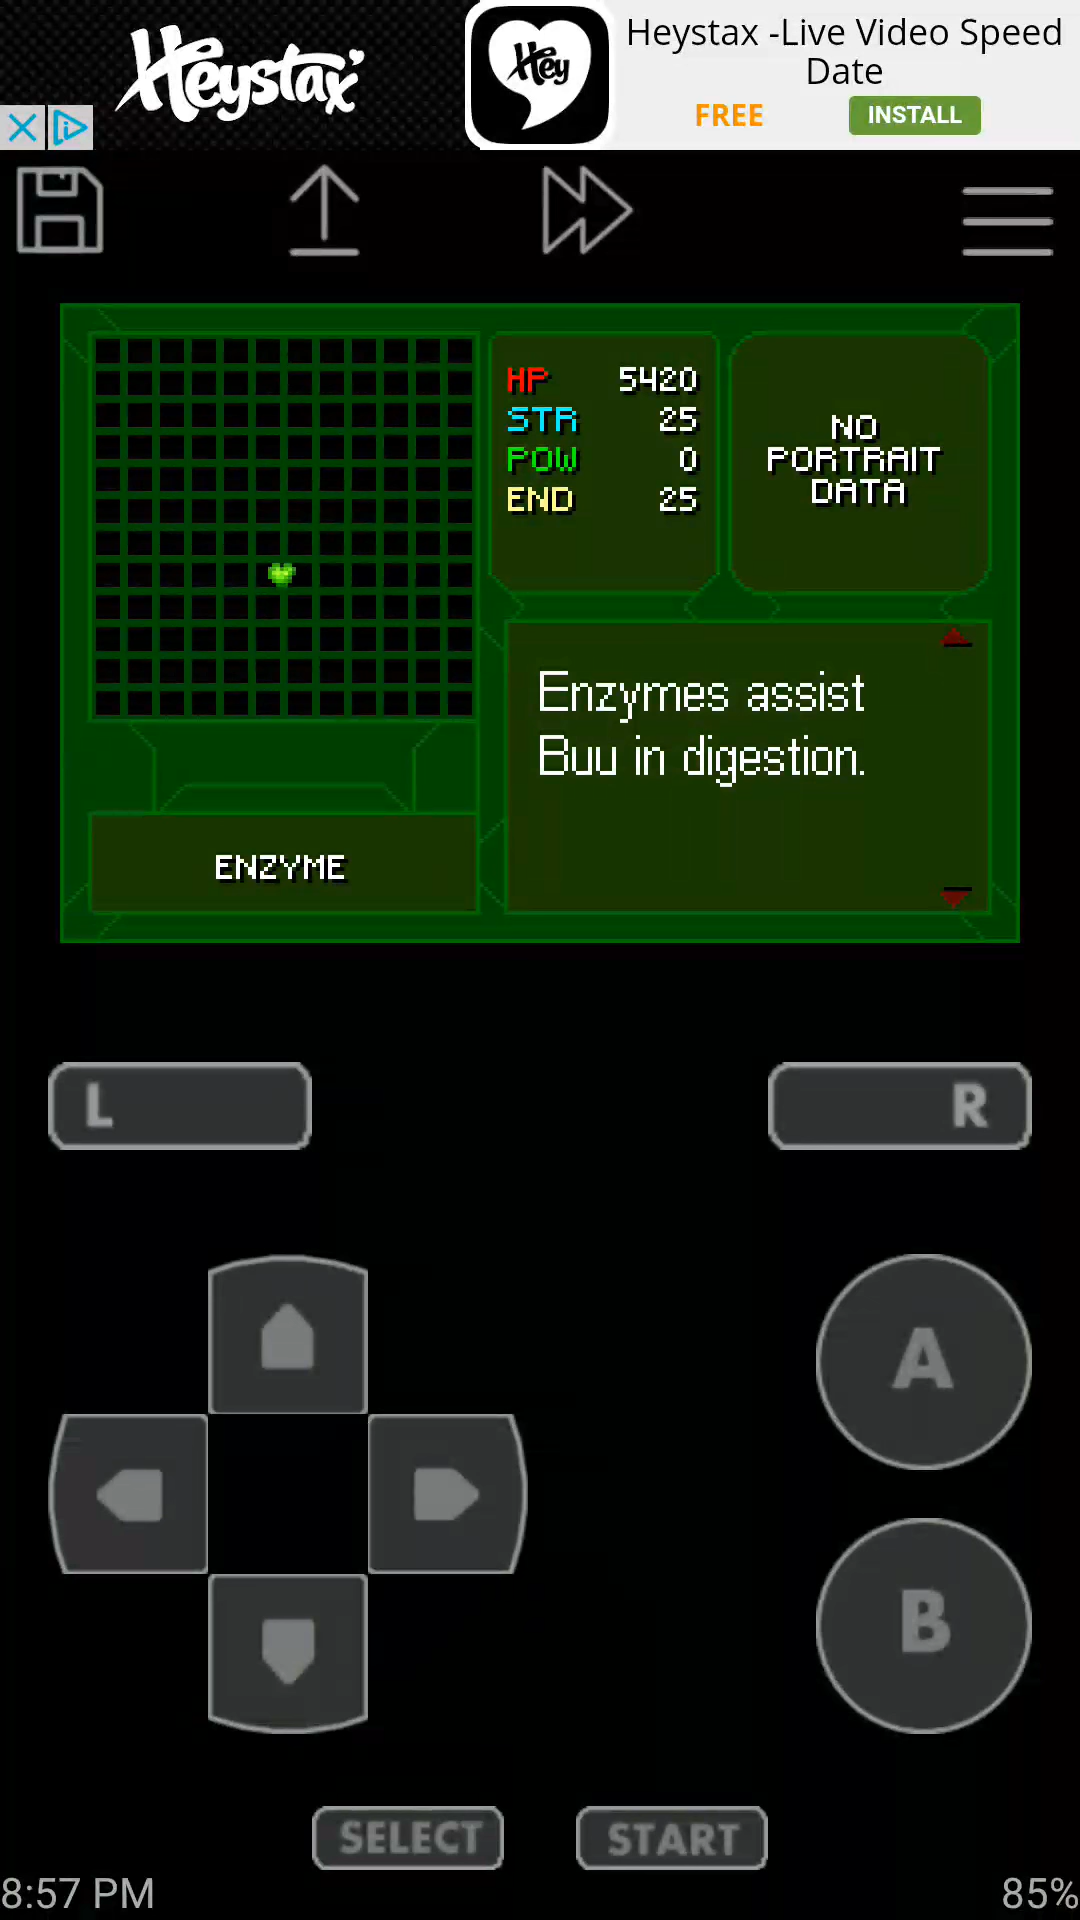 Heystax
Hey
Heystax -Live Video Speed
Date
FREE
INSTALL
HP 5420
STR 25
POW 0
END 25
NO
PORTRAIT
DATA
Enzymes assist
Buu in digestion.
ENZYME
L
R
A
B
SELECT
START
8:57 PM
85%